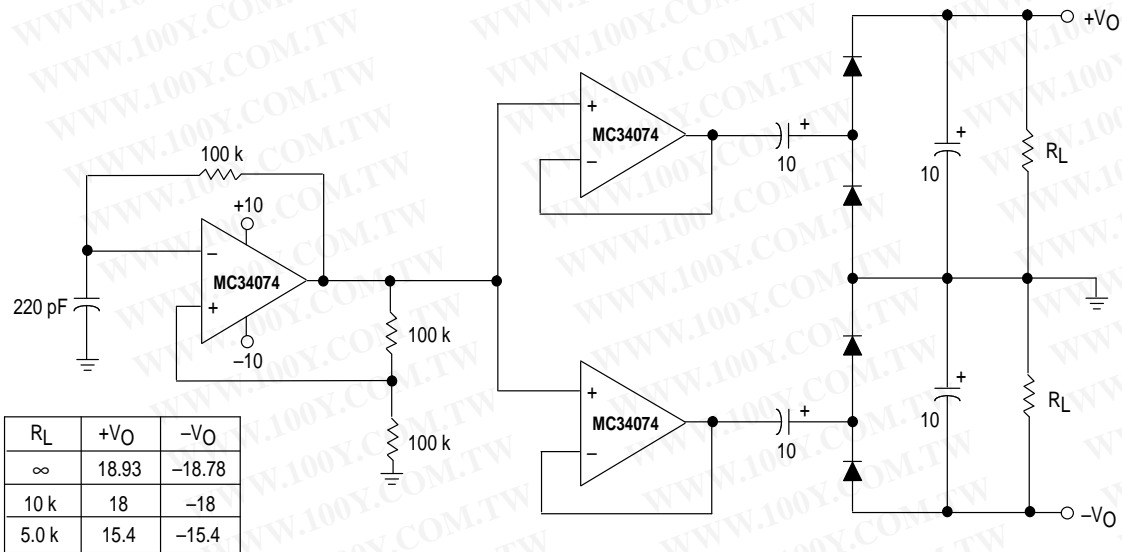 +VO
+
MC34074
–
+
10
+
10
RL
100 k
+10
–
MC34074
+
–10
220 pF
100 k
100 k
+
MC34074
–
+
10
+
10
RL
–VO
RL +VO –VO
∞ 18.93 –18.78
10 k 18 –18
5.0 k 15.4 –15.4
WWW.100Y.COM.TW